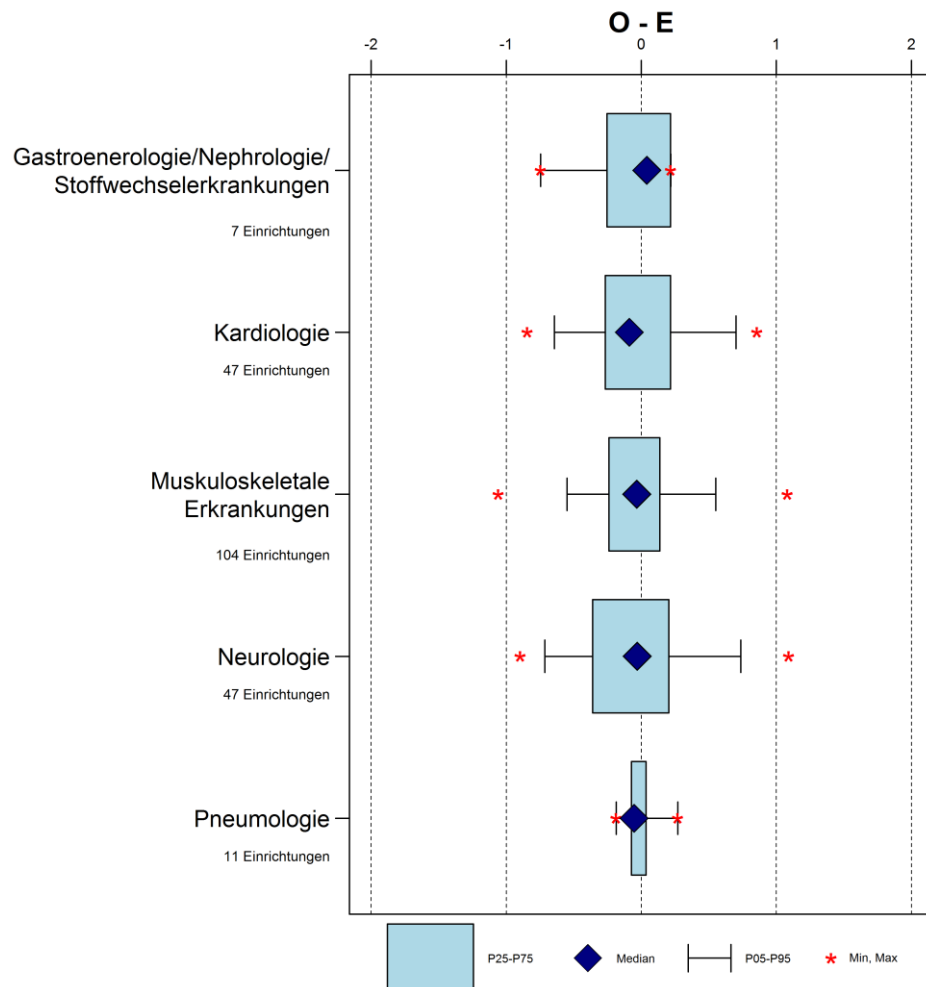 O - E
-2 -1 0 1 2
Gastroenerologie/Nephrologie/
Stoffwechselerkrankungen
7 Einrichtungen
Kardiologie
47 Einrichtungen
Muskuloskeletale
Erkrankungen
104 Einrichtungen
Neurologie
47 Einrichtungen
Pneumologie
11 Einrichtungen
P25-P75 Median P05-P95 Min, Max